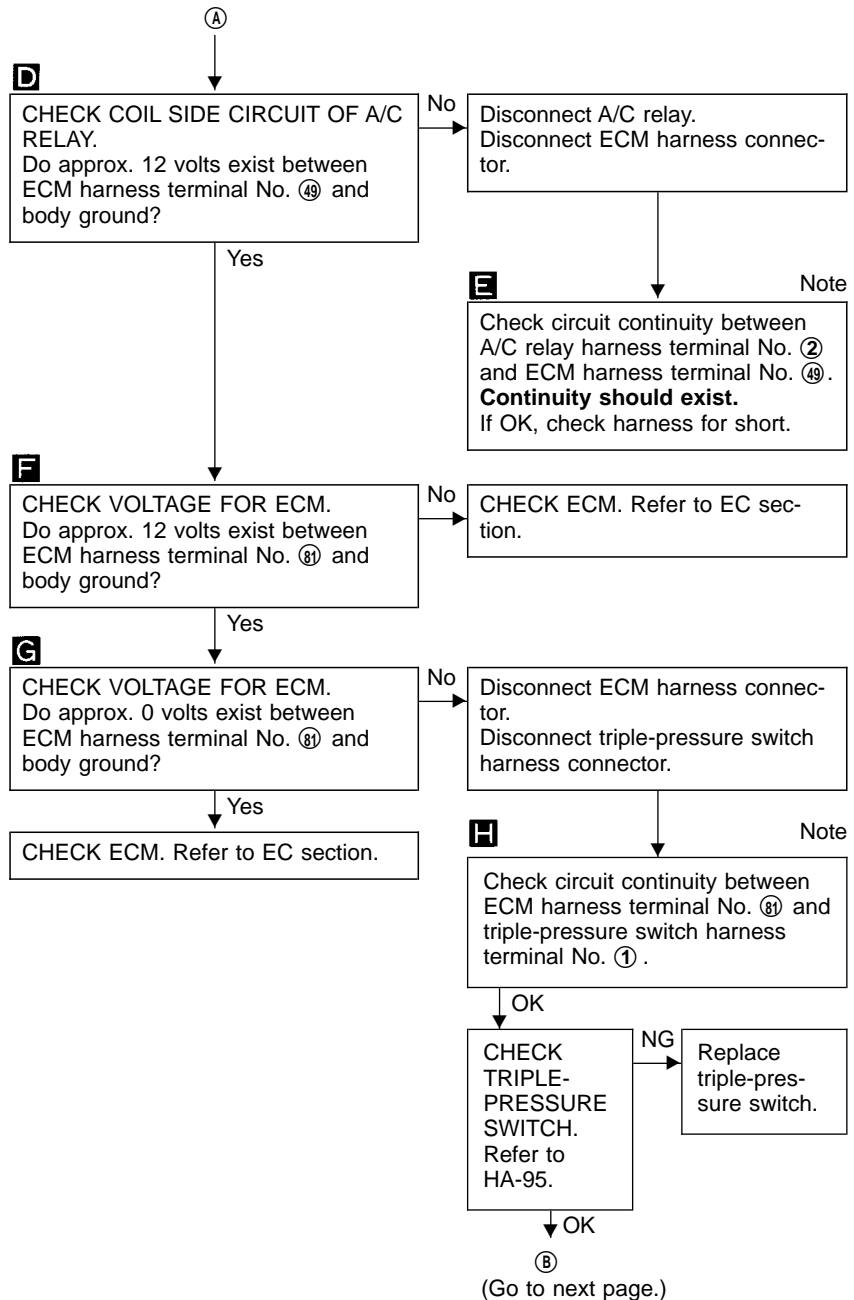 Ⓐ
D
CHECK COIL SIDE CIRCUIT OF A/C
RELAY.
Do approx. 12 volts exist between
ECM harness terminal No. ㊾ and
body ground?
No
Disconnect A/C relay.
Disconnect ECM harness connec-
tor.
Yes
E
Note
Check circuit continuity between
A/C relay harness terminal No. ②
and ECM harness terminal No. ㊾.
Continuity should exist.
If OK, check harness for short.
F
CHECK VOLTAGE FOR ECM.
Do approx. 12 volts exist between
ECM harness terminal No. (81) and
body ground?
No
CHECK ECM. Refer to EC sec-
tion.
Yes
G
CHECK VOLTAGE FOR ECM.
Do approx. 0 volts exist between
ECM harness terminal No. (81) and
body ground?
No
Disconnect ECM harness connec-
tor.
Disconnect triple-pressure switch
harness connector.
Yes
CHECK ECM. Refer to EC section.
H
Note
Check circuit continuity between
ECM harness terminal No. (81) and
triple-pressure switch harness
terminal No. ① .
OK
CHECK
TRIPLE-
PRESSURE
SWITCH.
Refer to
HA-95.
NG
Replace
triple-pres-
sure switch.
OK
Ⓑ
(Go to next page.)